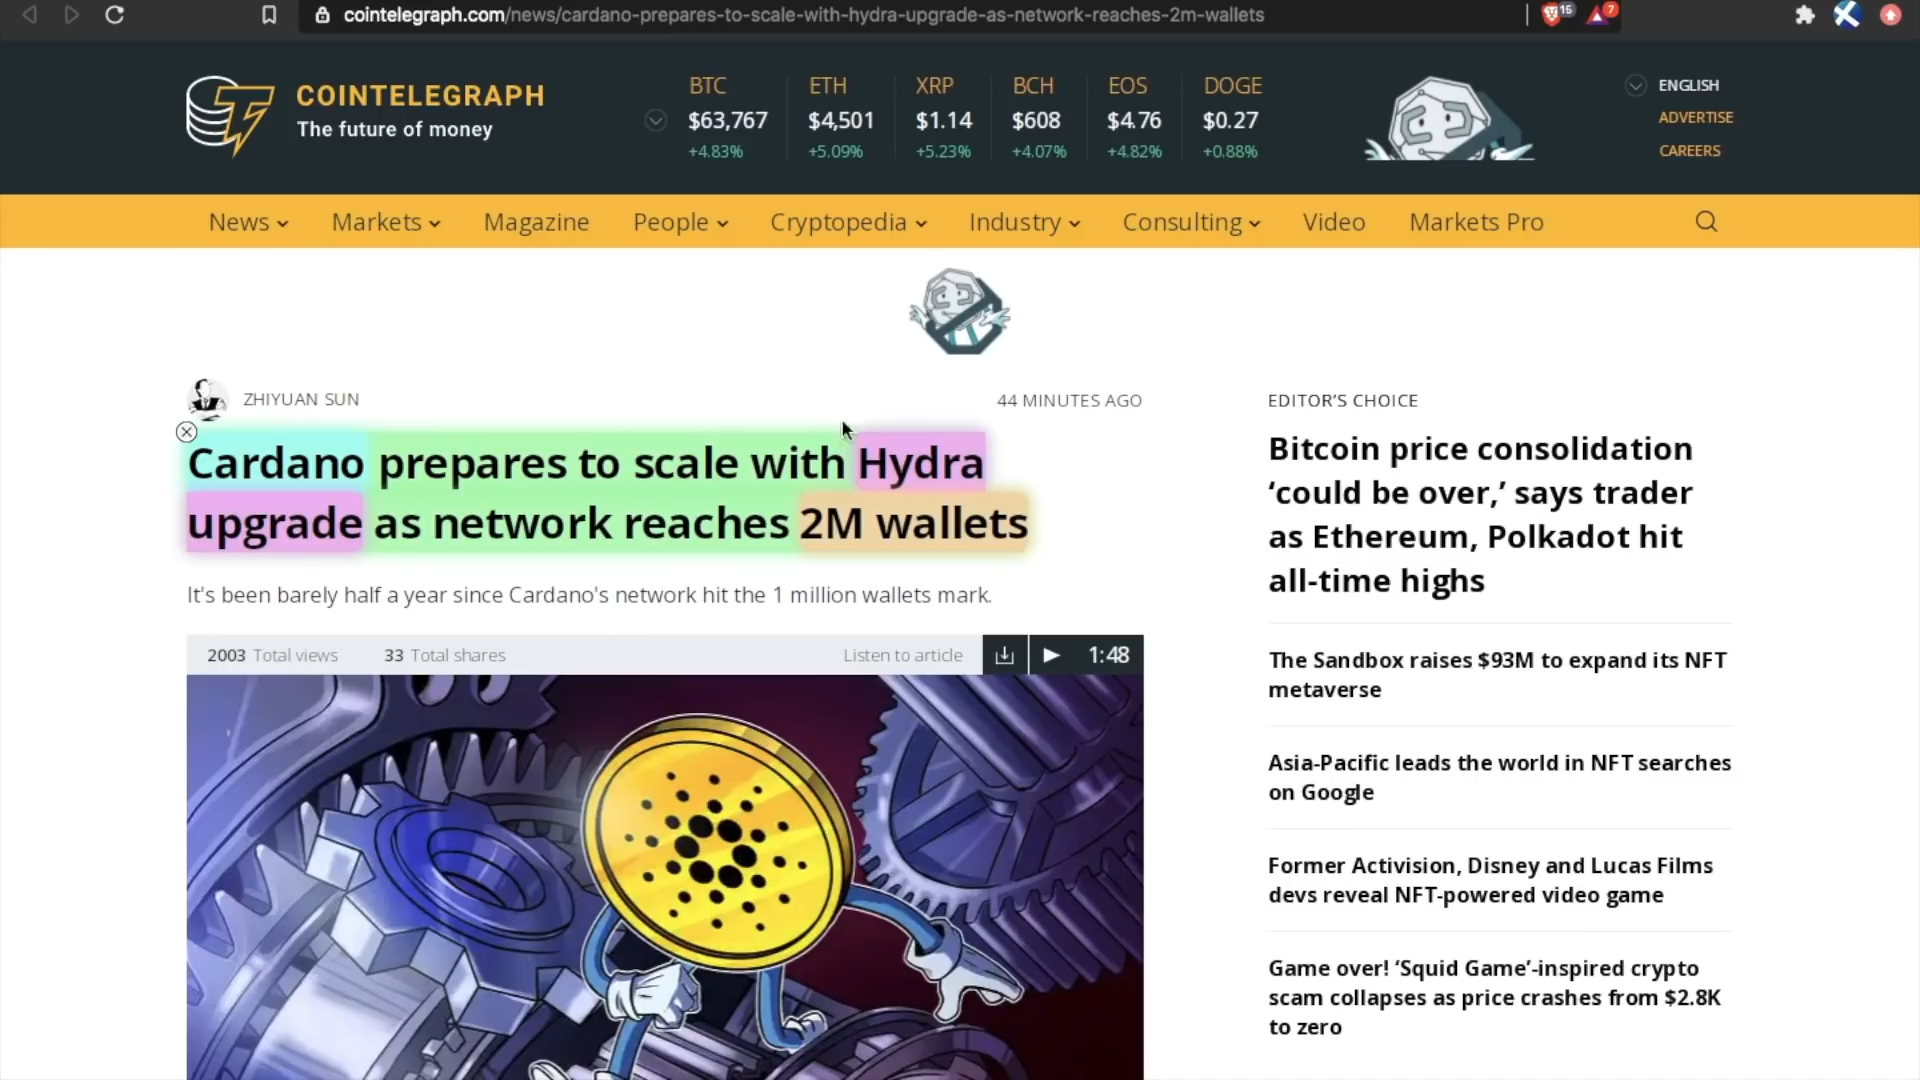 cointelegraph.com/news/cardano-prepares-to-scale-with-hydra-upgrade-as-network-reaches-2m-wallets
15
7
COINTELEGRAPH
The future of money
BTC
$63,767
+4.83%
ETH
$4,501
+5.09%
XRP
$1.14
+5.23%
BCH
$608
+4.07%
EOS
$4.76
+4.82%
DOGE
$0.27
+0.88%
ENGLISH
ADVERTISE
CAREERS
News Markets Magazine People Cryptopedia Industry Consulting Video Markets Pro
ZHIYUAN SUN
44 MINUTES AGO
Cardano prepares to scale with Hydra
upgrade as network reaches 2M wallets
It's been barely half a year since Cardano's network hit the 1 million wallets mark.
2003 Total views 33 Total shares Listen to article 1:48
EDITOR’S CHOICE
Bitcoin price consolidation
‘could be over,’ says trader
as Ethereum, Polkadot hit
all-time highs
The Sandbox raises $93M to expand its NFT
metaverse
Asia-Pacific leads the world in NFT searches
on Google
Former Activision, Disney and Lucas Films
devs reveal NFT-powered video game
Game over! ‘Squid Game’-inspired crypto
scam collapses as price crashes from $2.8K
to zero